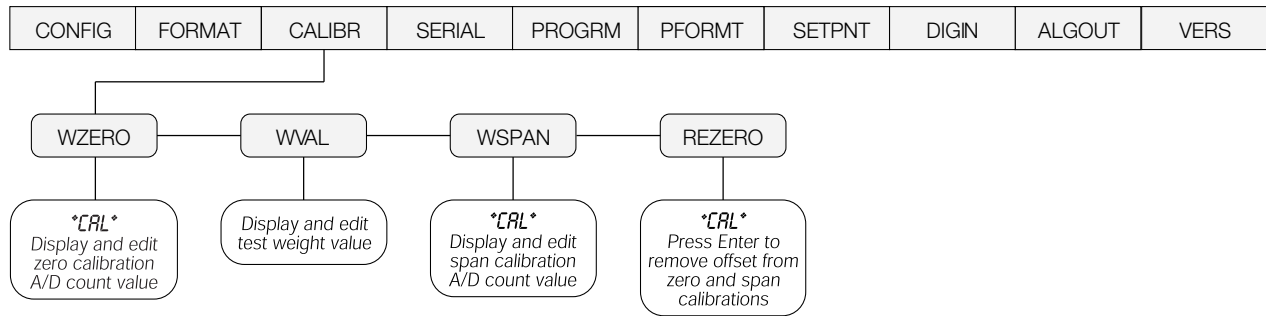 CONFIG FORMAT CALIBR SERIAL PROGRM PFORMT SETPNT DIGIN ALGOUT VERS
WZERO WVAL WSPAN REZERO
*CAL*
Display and edit
zero calibration
A/D count value
Display and edit
test weight value
*CAL*
Display and edit
span calibration
A/D count value
*CAL*
Press Enter to
remove offset from
zero and span
calibrations